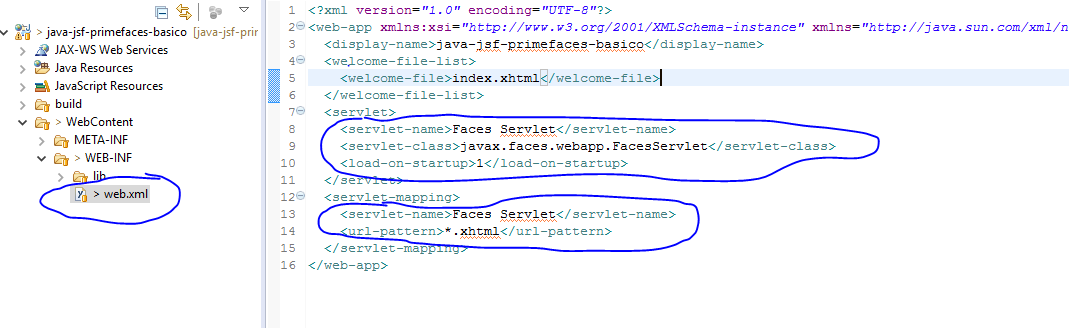 > java-jsf-primefaces-basico [java-jsf-prir
JAX-WS Web Services
Java Resources
JavaScript Resources
build
> WebContent
META-INF
> WEB-INF
lib
> web.xml
1 <?xml version="1.0" encoding="UTF-8"?>
2 <web-app xmlns:xsi="http://www.w3.org/2001/XMLSchema-instance" xmlns="http://java.sun.com/xml/n
3 <display-name>java-jsf-primefaces-basico</display-name>
4 <welcome-file-list>
5 <welcome-file>index.xhtml</welcome-file>
6 </welcome-file-list>
7 <servlet>
8 <servlet-name>Faces Servlet</servlet-name>
9 <servlet-class>javax.faces.webapp.FacesServlet</servlet-class>
10 <load-on-startup>1</load-on-startup>
11 </servlet>
12 <servlet-mapping>
13 <servlet-name>Faces Servlet</servlet-name>
14 <url-pattern>*.xhtml</url-pattern>
15 </servlet-mapping>
16 </web-app>